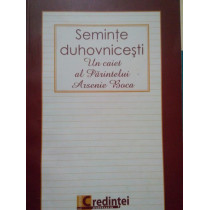 Semințe
duhovnicești
Un caiet
al Părintelui
Arsenie Boca
Credinței